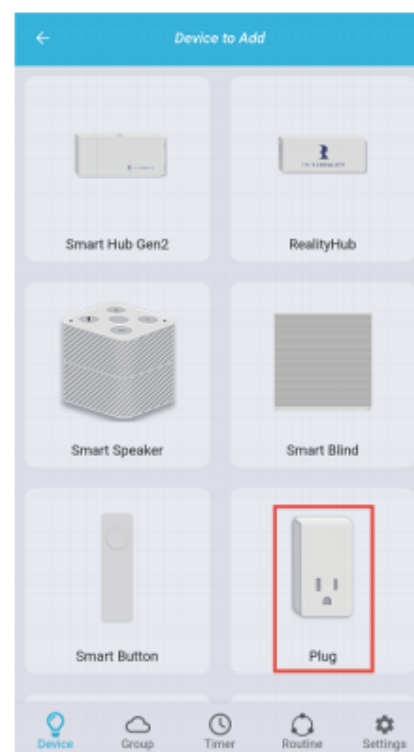 Device to Add
Smart Hub Gen2
RealityHub
Smart Speaker
Smart Blind
Smart Button
Plug
Device
Group
Timer
Routine
Settings